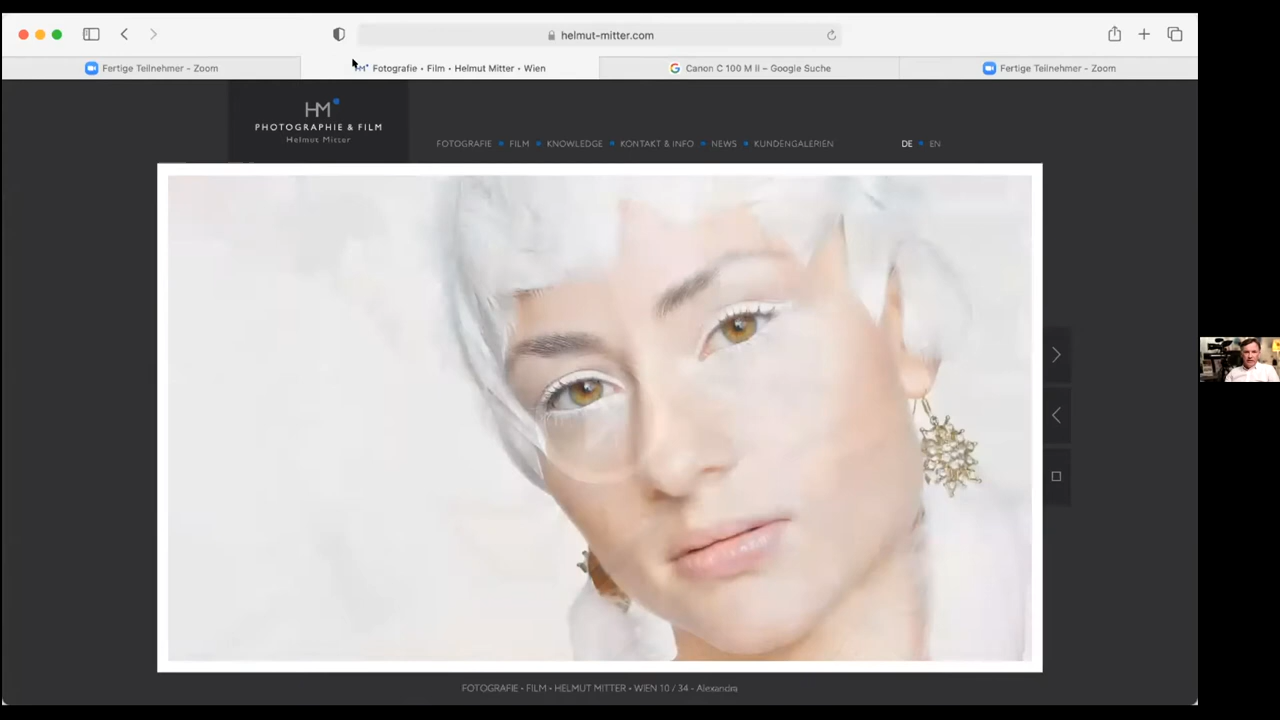 helmut-mitter.com
Fertige Teilnehmer - Zoom
Fotografie • Film • Helmut Mitter • Wien
Canon C 100 M II – Google Suche
Fertige Teilnehmer - Zoom
HM
PHOTOGRAPHIE & FILM
Helmut Mitter
FOTOGRAFIE FILM KNOWLEDGE KONTAKT & INFO NEWS KUNDENGALERIEN DE EN
FOTOGRAFIE • FILM • HELMUT MITTER • WIEN 10 / 34 - Alexandra